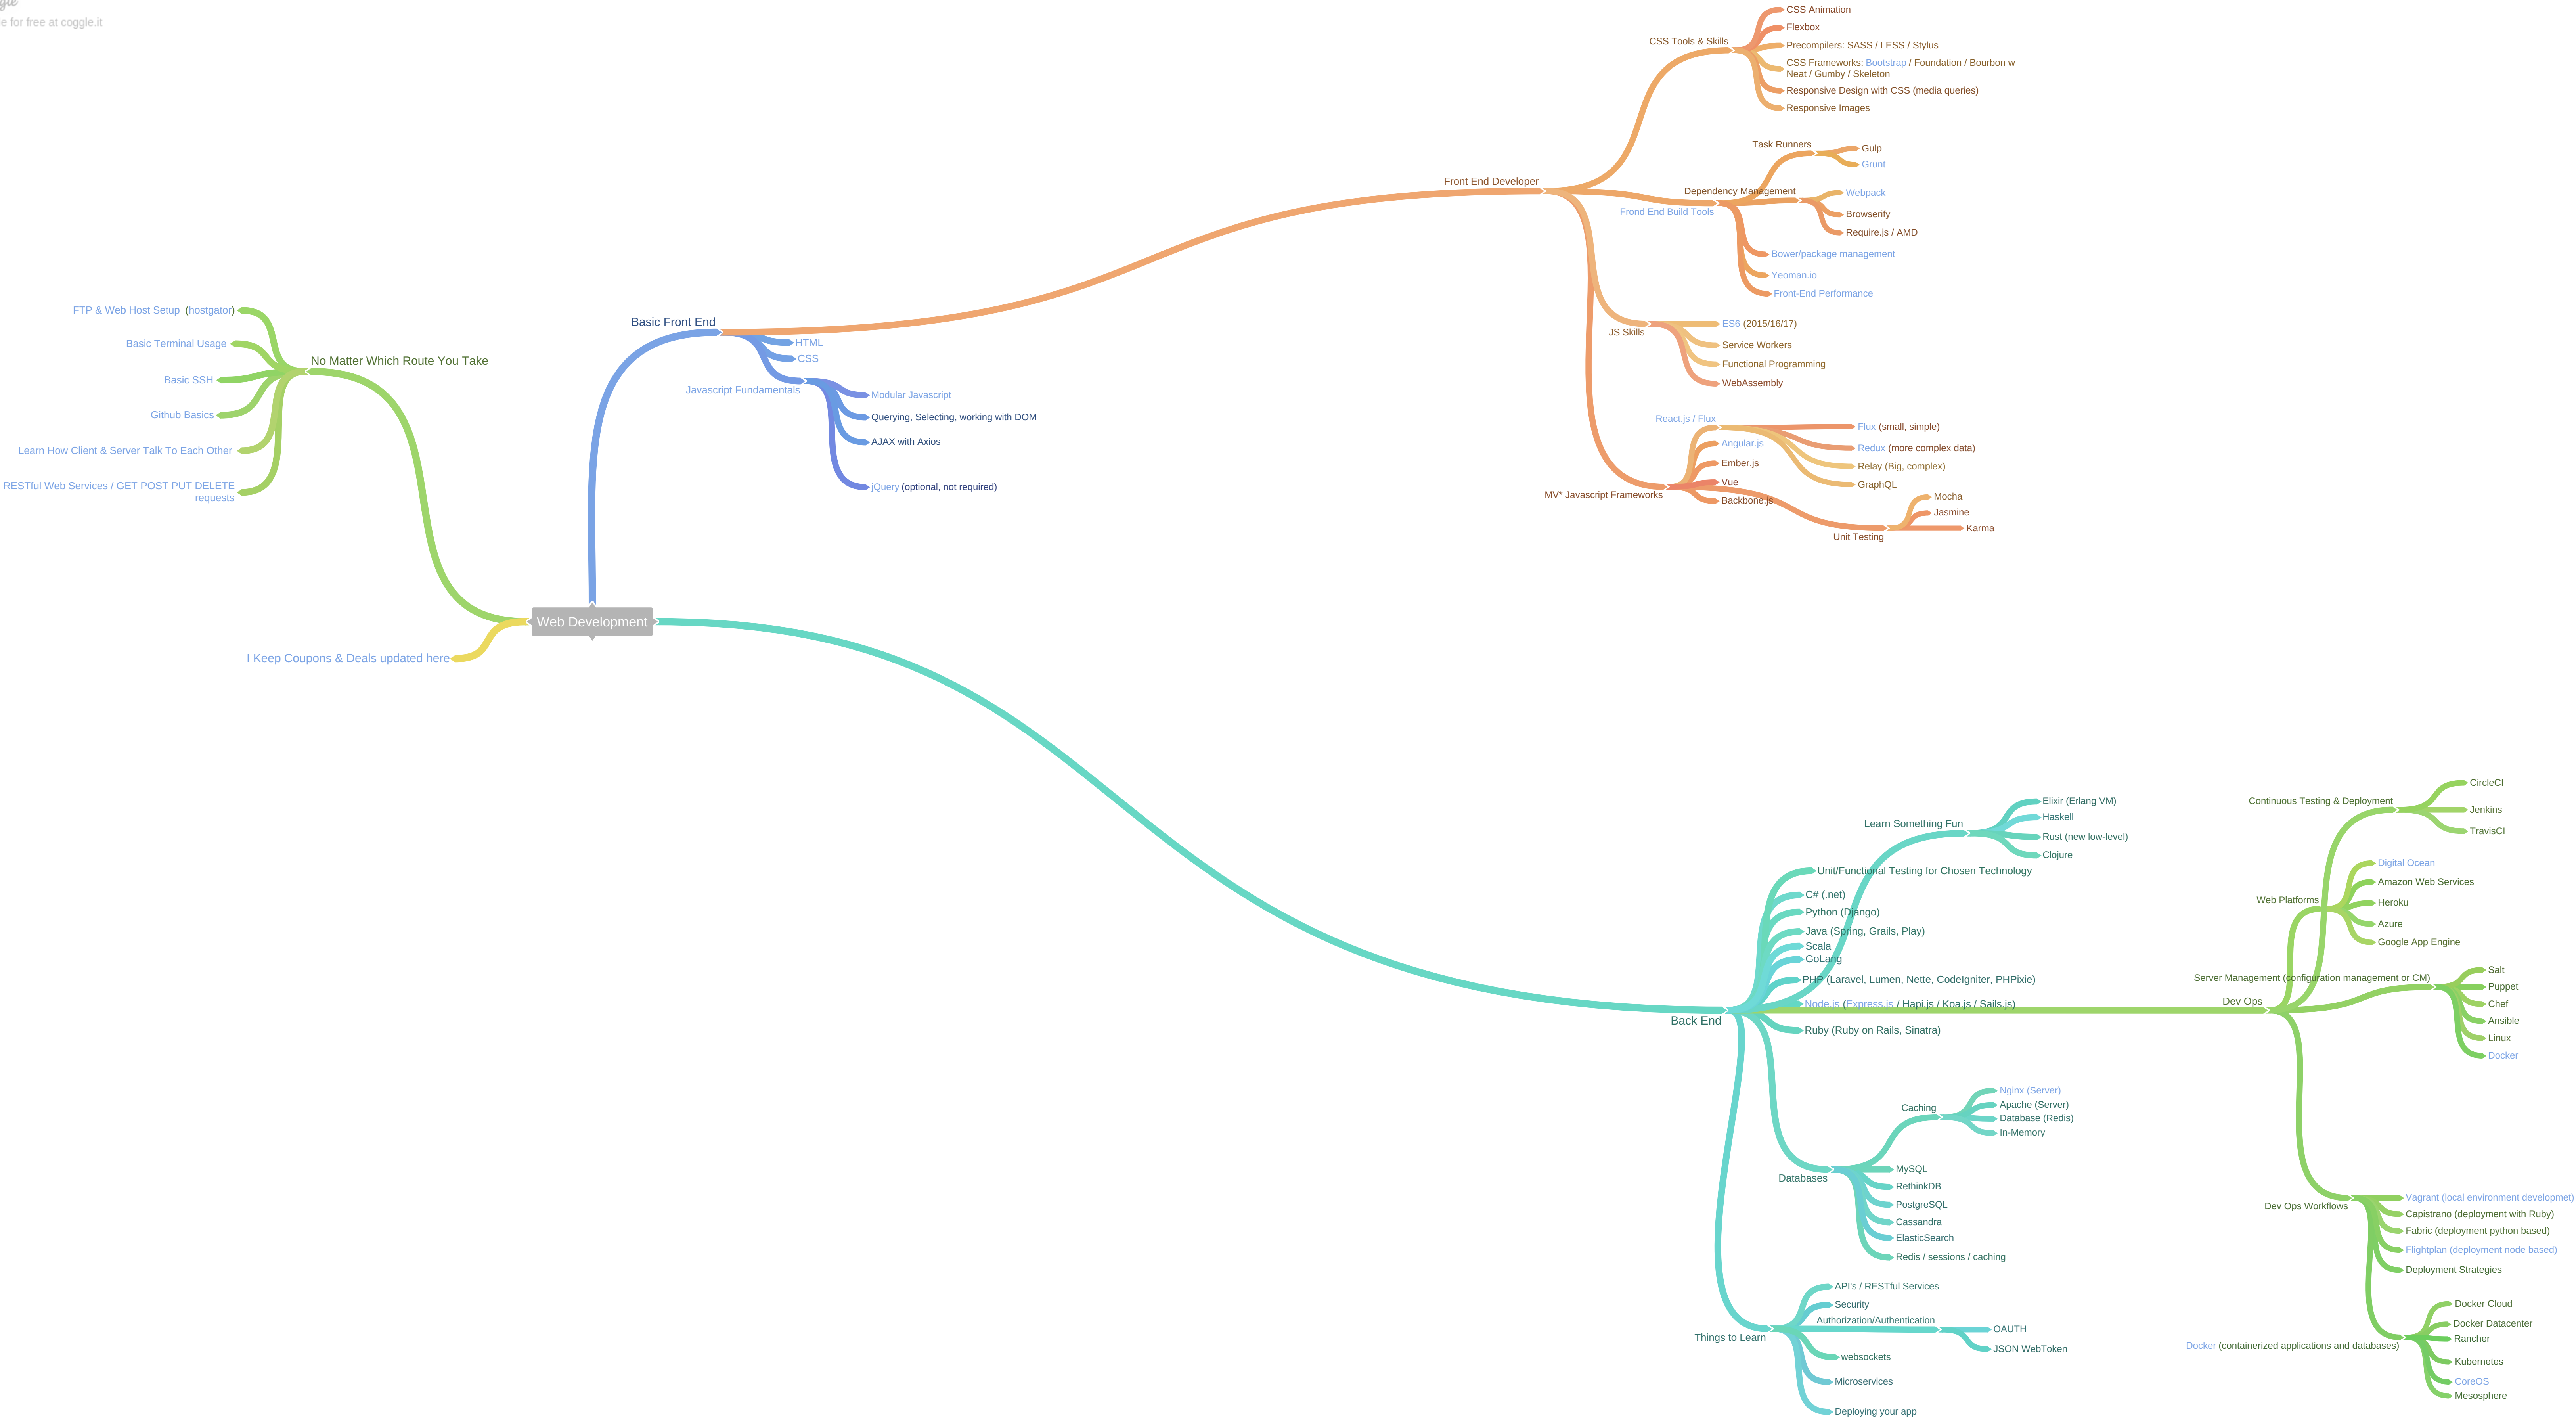 e for free at coggle.it
Web Development
No Matter Which Route You Take
FTP & Web Host Setup (hostgator)
Basic Terminal Usage
Basic SSH
Github Basics
Learn How Client & Server Talk To Each Other
RESTful Web Services / GET POST PUT DELETE
requests
I Keep Coupons & Deals updated here
Basic Front End
HTML
CSS
Javascript Fundamentals
Modular Javascript
Querying, Selecting, working with DOM
AJAX with Axios
jQuery (optional, not required)
Front End Developer
CSS Tools & Skills
CSS Animation
Flexbox
Precompilers: SASS / LESS / Stylus
CSS Frameworks: Bootstrap / Foundation / Bourbon w
Neat / Gumby / Skeleton
Responsive Design with CSS (media queries)
Responsive Images
Frond End Build Tools
Task Runners
Gulp
Grunt
Dependency Management
Webpack
Browserify
Require.js / AMD
Bower/package management
Yeoman.io
Front-End Performance
JS Skills
ES6 (2015/16/17)
Service Workers
Functional Programming
WebAssembly
MV* Javascript Frameworks
React.js / Flux
Flux (small, simple)
Redux (more complex data)
Relay (Big, complex)
GraphQL
Angular.js
Ember.js
Vue
Backbone.js
Unit Testing
Mocha
Jasmine
Karma
Back End
Learn Something Fun
Elixir (Erlang VM)
Haskell
Rust (new low-level)
Clojure
Unit/Functional Testing for Chosen Technology
C# (.net)
Python (Django)
Java (Spring, Grails, Play)
Scala
GoLang
PHP (Laravel, Lumen, Nette, CodeIgniter, PHPixie)
Node.js (Express.js / Hapi.js / Koa.js / Sails.js)
Ruby (Ruby on Rails, Sinatra)
Databases
Caching
Nginx (Server)
Apache (Server)
Database (Redis)
In-Memory
MySQL
RethinkDB
PostgreSQL
Cassandra
ElasticSearch
Redis / sessions / caching
Things to Learn
API's / RESTful Services
Security
Authorization/Authentication
OAUTH
JSON WebToken
websockets
Microservices
Deploying your app
Dev Ops
Continuous Testing & Deployment
CircleCI
Jenkins
TravisCI
Web Platforms
Digital Ocean
Amazon Web Services
Heroku
Azure
Google App Engine
Server Management (configuration management or CM)
Salt
Puppet
Chef
Ansible
Linux
Docker
Dev Ops Workflows
Vagrant (local environment developmet)
Capistrano (deployment with Ruby)
Fabric (deployment python based)
Flightplan (deployment node based)
Deployment Strategies
Docker (containerized applications and databases)
Docker Cloud
Docker Datacenter
Rancher
Kubernetes
CoreOS
Mesosphere